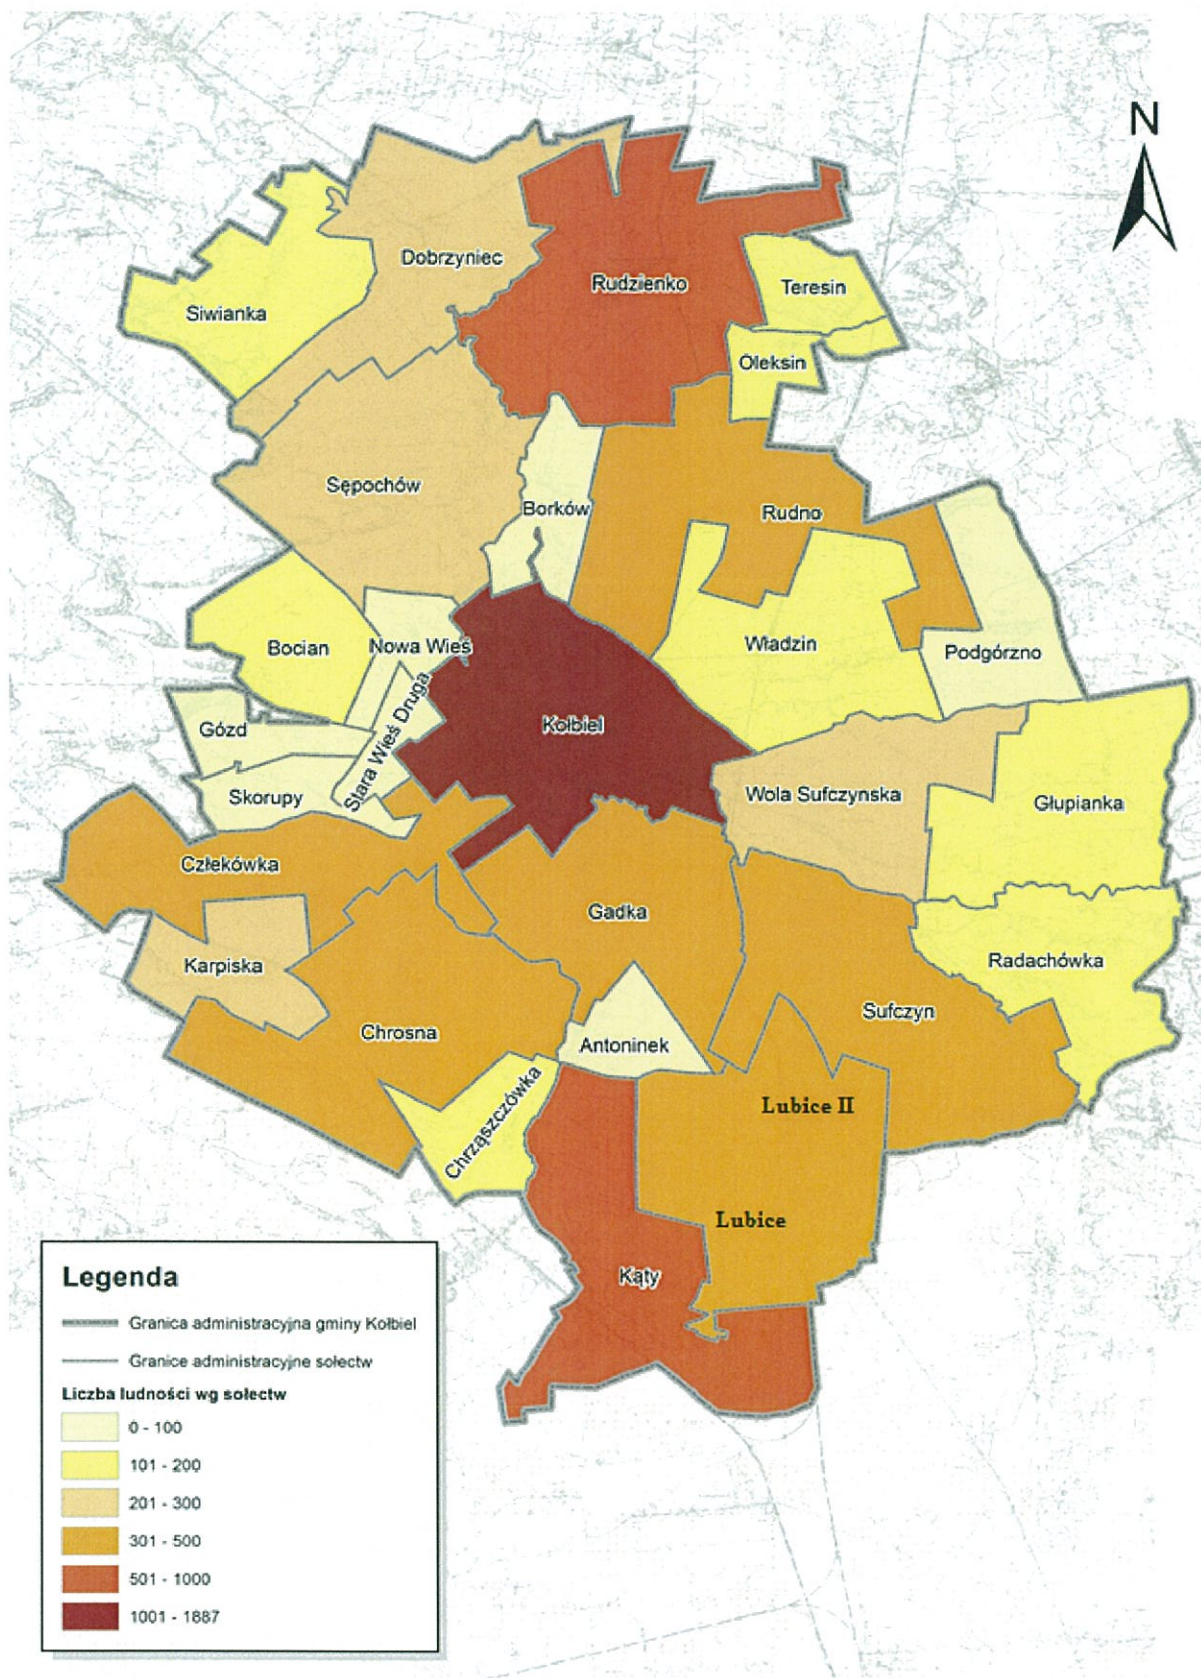 N
Dobrzyniec
Rudzienko
Teresin
Siwianka
Oleksin
Sępochów
Borków
Rudno
Bocian
Nowa Wieś
Władzin
Podgórzno
Gózd
Stara Wieś Druga
Kołbiel
Skorupy
Wola Sufczynska
Głupianka
Człekówka
Gadka
Karpiska
Radachówka
Chrosna
Sufczyn
Antoninek
Chrząszczówka
Lubice II
Lubice
Kąty
Legenda
Granica administracyjna gminy Kołbiel
Granice administracyjne sołectw
Liczba ludności wg sołectw
0 - 100
101 - 200
201 - 300
301 - 500
501 - 1000
1001 - 1887